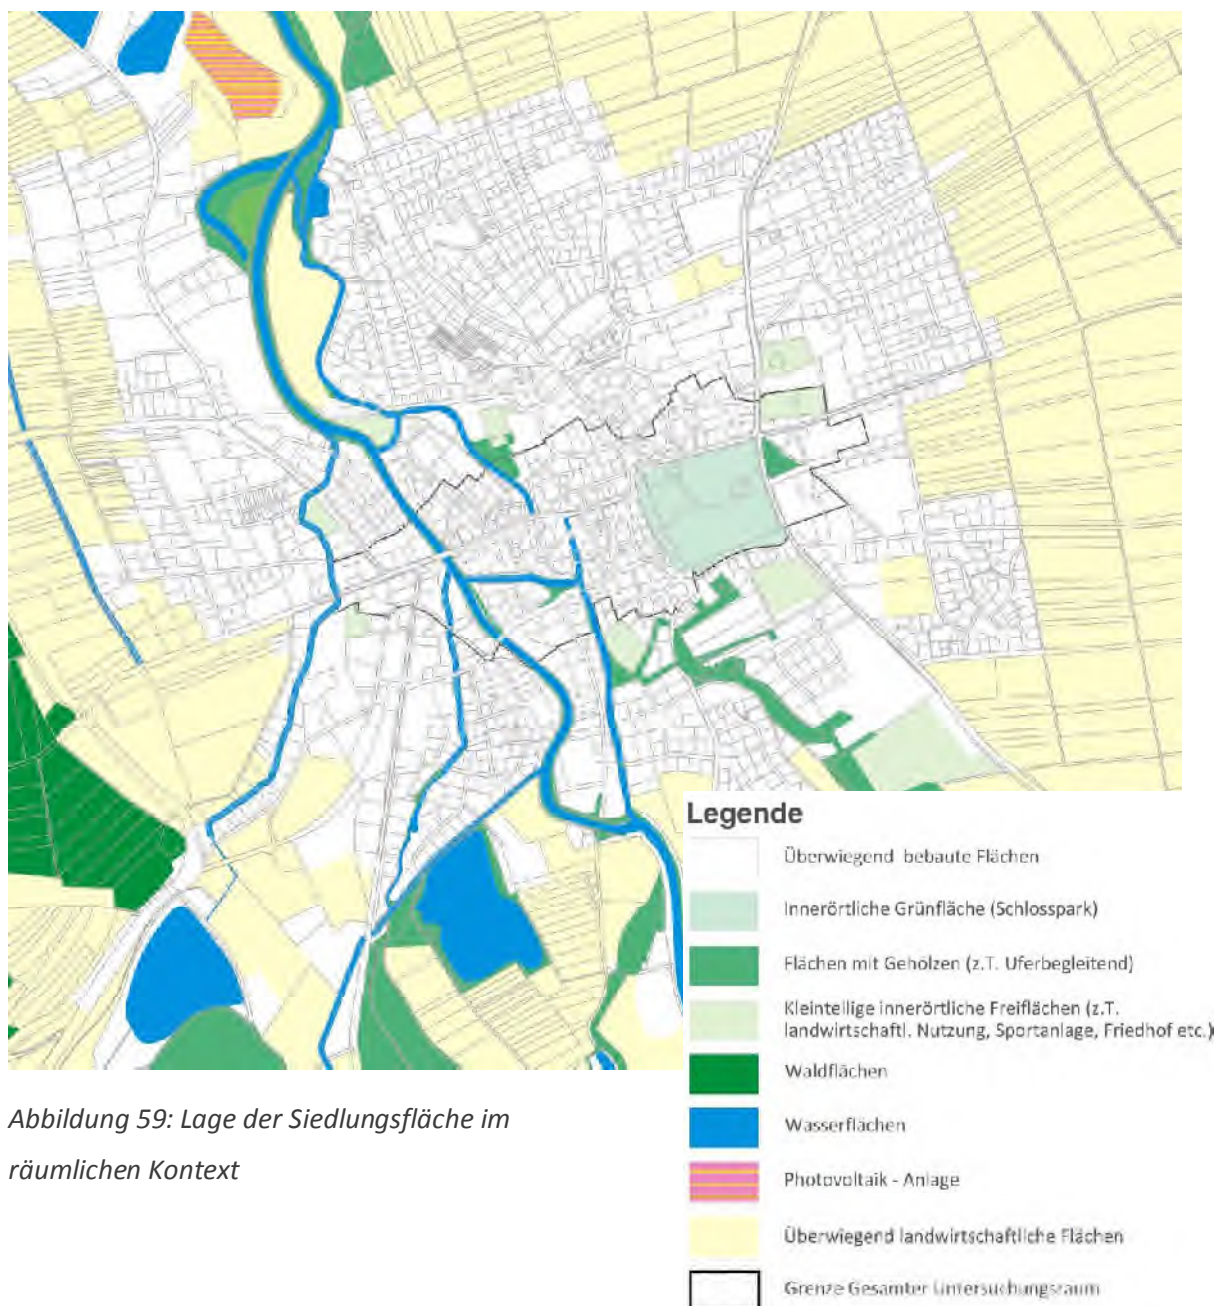 Legende
Überwiegend bebaute Flächen
Innerörtliche Grünfläche (Schlosspark)
Flächen mit Gehölzen (z.T. Uferbegleitend)
Kleinteilige innerörtliche Freiflächen (z.T.
landwirtschaftl. Nutzung, Sportanlage, Friedhof etc.)
Waldflächen
Wasserflächen
Photovoltaik - Anlage
Überwiegend landwirtschaftliche Flächen
Grenze Gesamter Untersuchungsraum
Abbildung 59: Lage der Siedlungsfläche im
räumlichen Kontext